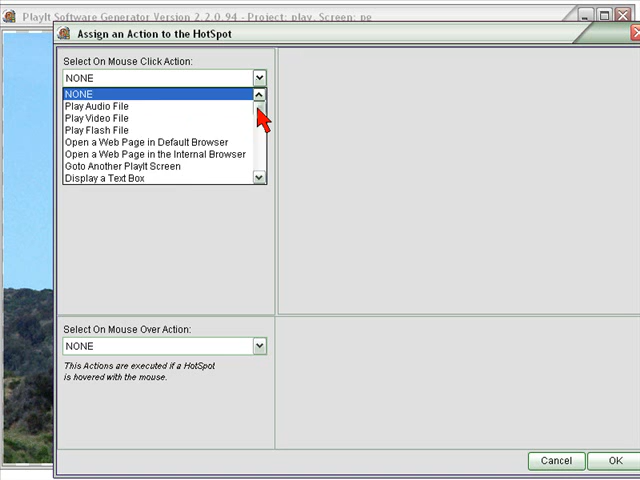 PlayIt Software Generator Version 2.2.0.94 - Project: play, Screen: pg
Assign an Action to the HotSpot
Select On Mouse Click Action:
NONE
NONE
Play Audio File
Play Video File
Play Flash File
Open a Web Page in Default Browser
Open a Web Page in the Internal Browser
Goto Another PlayIt Screen
Display a Text Box
Select On Mouse Over Action:
NONE
This Actions are executed if a HotSpot
is hovered with the mouse.
Cancel
OK